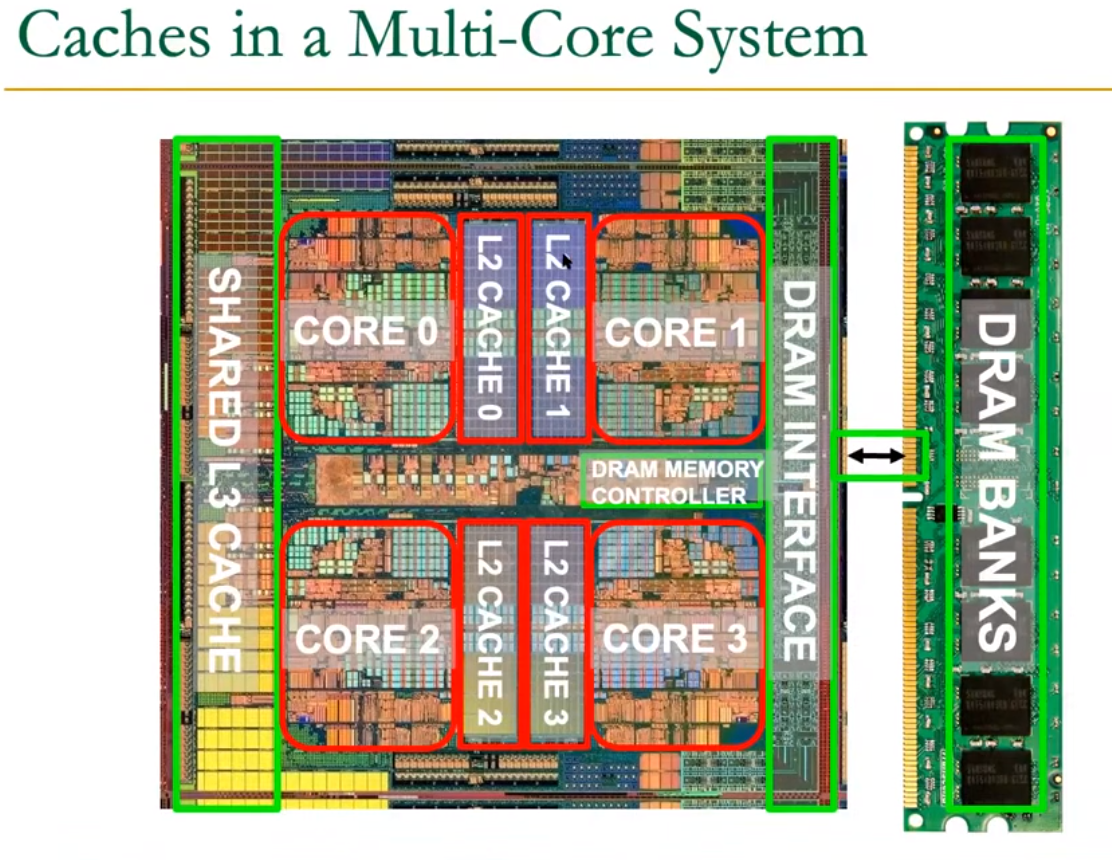 Caches in a Multi-Core System
SHARED L3 CACHE
CORE 0
L2 CACHE 0
L2 CACHE 1
CORE 1
DRAM INTERFACE
DRAM BANKS
DRAM MEMORY
CONTROLLER
CORE 2
L2 CACHE 2
L2 CACHE 3
CORE 3